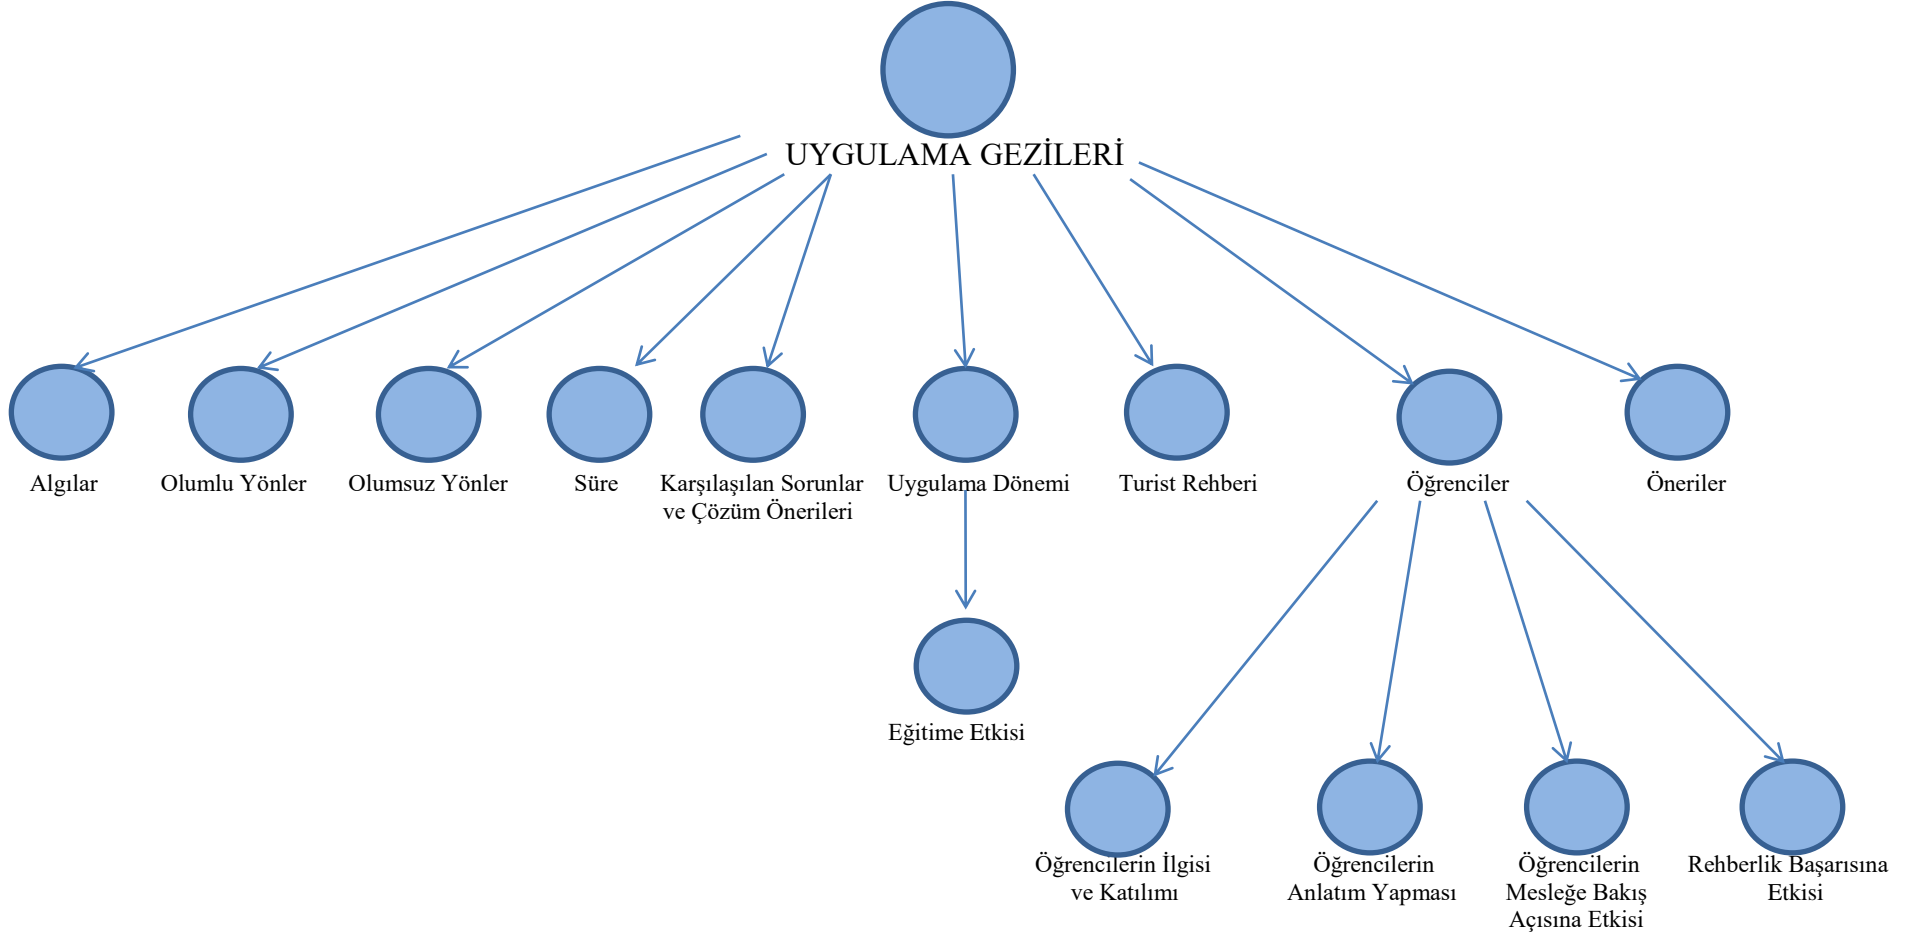 UYGULAMA GEZİLERİ
Algılar
Olumlu Yönler
Olumsuz Yönler
Süre
Karşılaşılan Sorunlar
ve Çözüm Önerileri
Uygulama Dönemi
Turist Rehberi
Öğrenciler
Öneriler
Eğitime Etkisi
Öğrencilerin İlgisi
ve Katılımı
Öğrencilerin
Anlatım Yapması
Öğrencilerin
Mesleğe Bakış
Açısına Etkisi
Rehberlik Başarısına
Etkisi